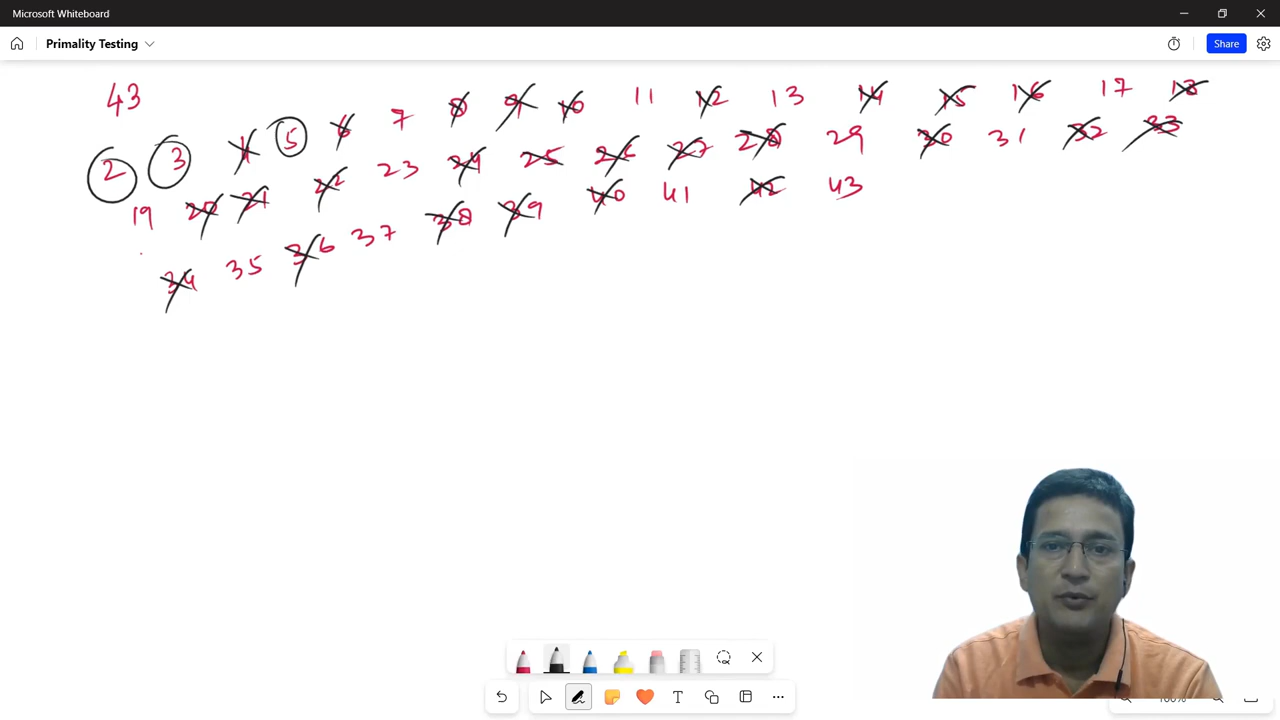 Microsoft Whiteboard
Primality Testing
Share
43
2 3 4 5 6 7 8 9 10 11 12 13 14 15 16 17 18
19 20 21 22 23 24 25 26 27 28 29 30 31 32 33
34 35 36 37 38 39 40 41 42 43
T
100%